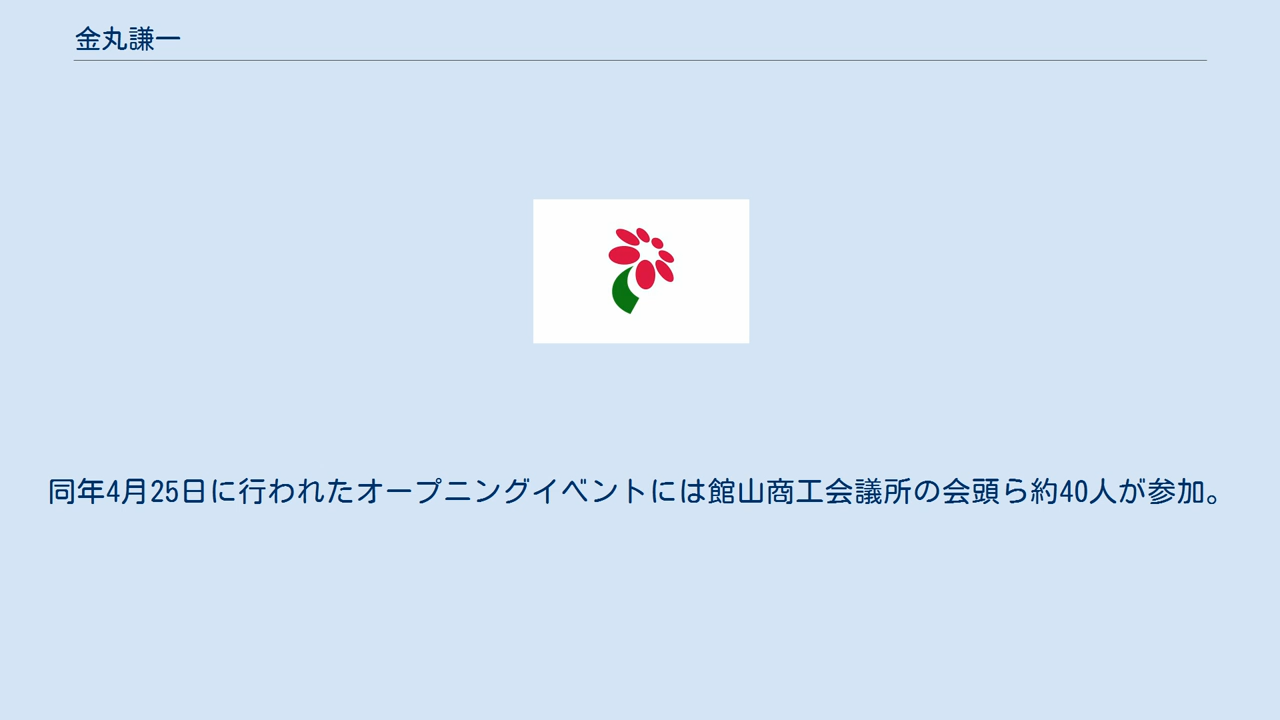 金丸謙一
同年4月25日に行われたオープニングイベントには館山商工会議所の会頭ら約40人が参加。